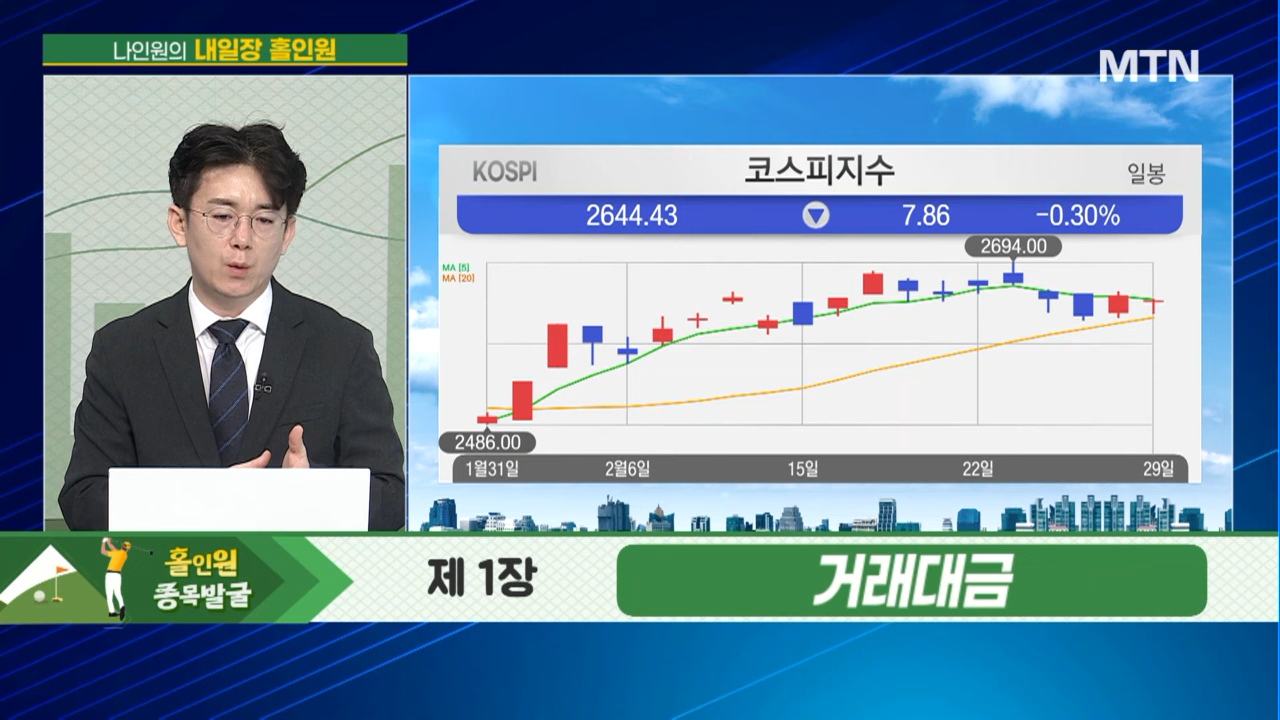 나인원의 내일장 홀인원
MTN
KOSPI 코스피지수 일봉
2644.43 7.86 -0.30%
2694.00
MA [5]
MA [20]
2486.00
1월31일 2월6일 15일 22일 29일
홀인원
종목발굴
제 1장 거래대금